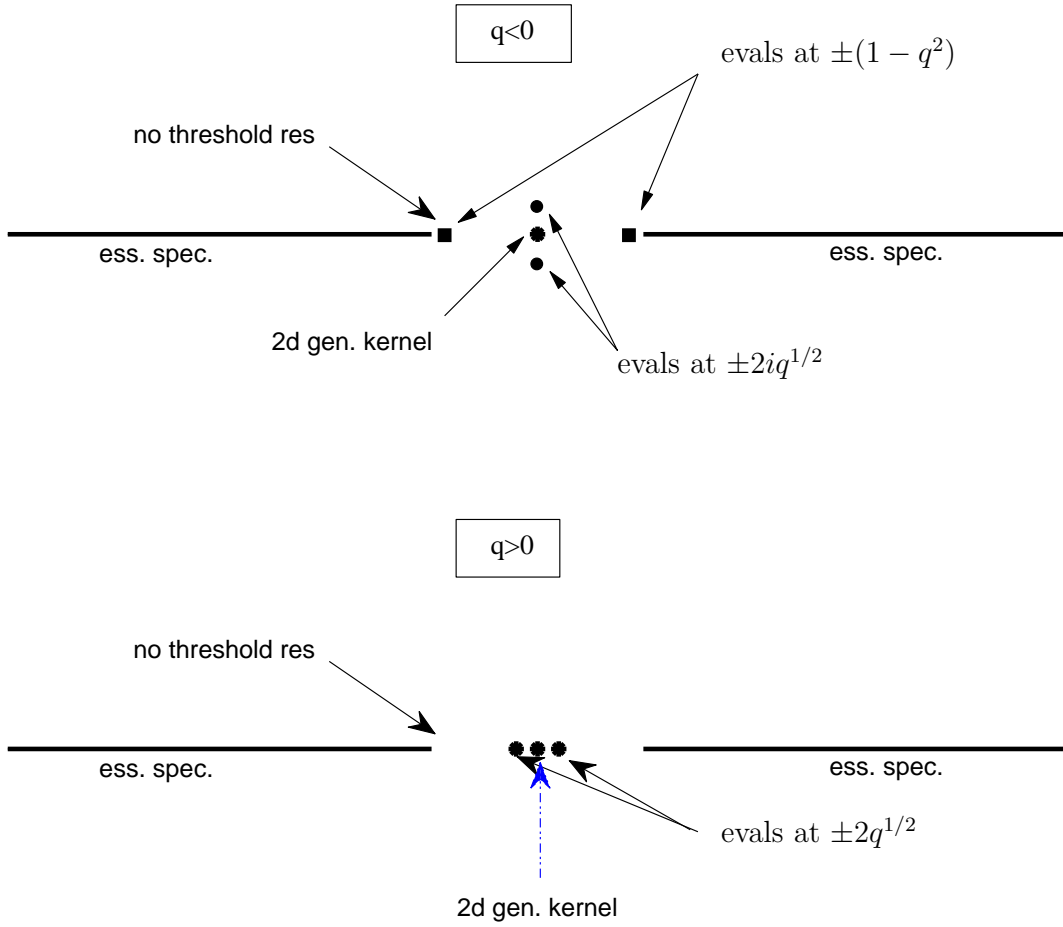 q<0
evals at ±(1 − q²)
no threshold res
ess. spec.
ess. spec.
2d gen. kernel
evals at ±2iq^{1/2}
q>0
no threshold res
ess. spec.
ess. spec.
evals at ±2q^{1/2}
2d gen. kernel